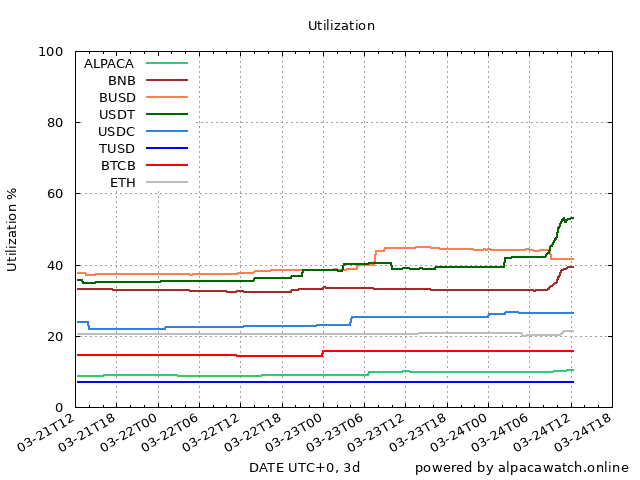 Utilization
Utilization %
100
80
60
40
20
0
ALPACA
BNB
BUSD
USDT
USDC
TUSD
BTCB
ETH
03-21T12
03-21T18
03-22T00
03-22T06
03-22T12
03-22T18
03-23T00
03-23T06
03-23T12
03-23T18
03-24T00
03-24T06
03-24T12
03-24T18
DATE UTC+0, 3d
powered by alpacawatch.online